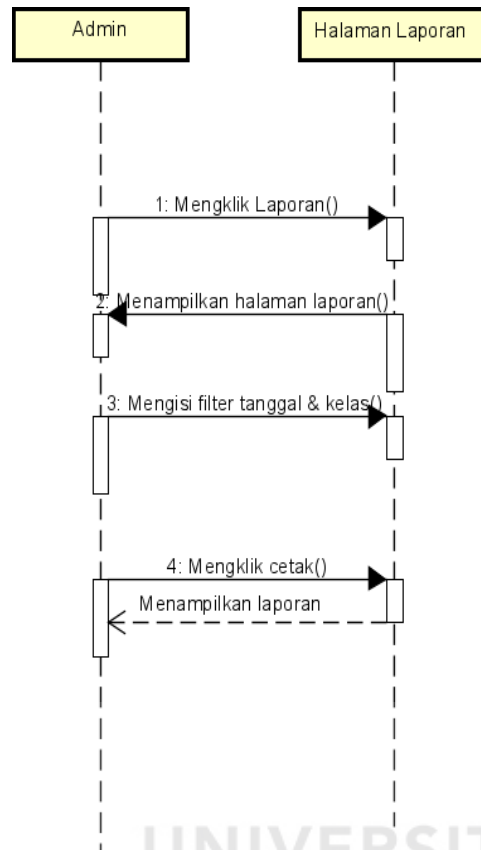 Admin
Halaman Laporan
1: Mengklik Laporan()
2: Menampilkan halaman laporan()
3: Mengisi filter tanggal & kelas()
4: Mengklik cetak()
Menampilkan laporan
UNIVERSIT